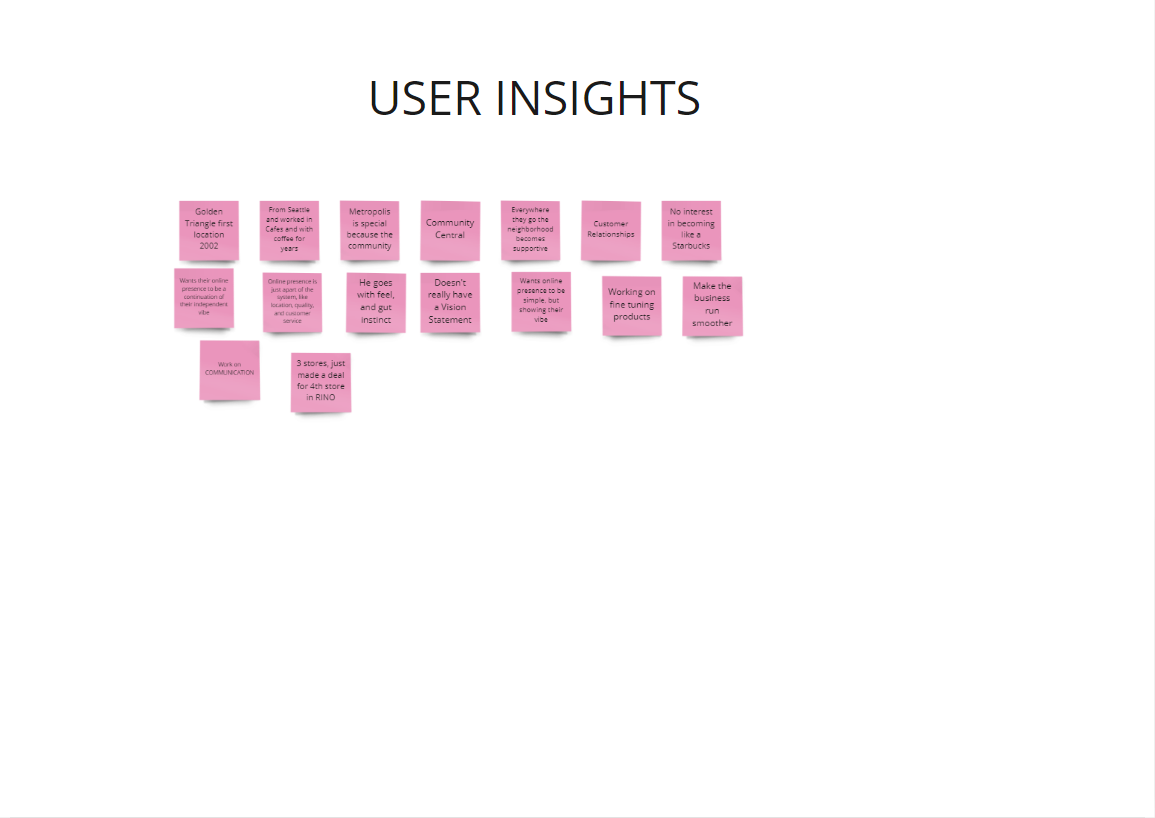 USER INSIGHTS
Golden
Triangle first
location
2002
From Seattle
and worked in
Cafes and with
coffee for
years
Metropolis
is special
because the
community
Community
Central
Everywhere
they go the
neighborhood
becomes
supportive
Customer
Relationships
No interest
in becoming
like a
Starbucks
Wants their online
presence to be a
continuation of
their independent
vibe
Online presence is
just apart of the
system, like
location, quality,
and customer
service
He goes
with feel,
and gut
instinct
Doesn't
really have
a Vision
Statement
Wants online
presence to be
simple, but
showing their
vibe
Working on
fine tuning
products
Make the
business
run
smoother
Work on
COMMUNICATION
3 stores, just
made a deal
for 4th store
in RINO